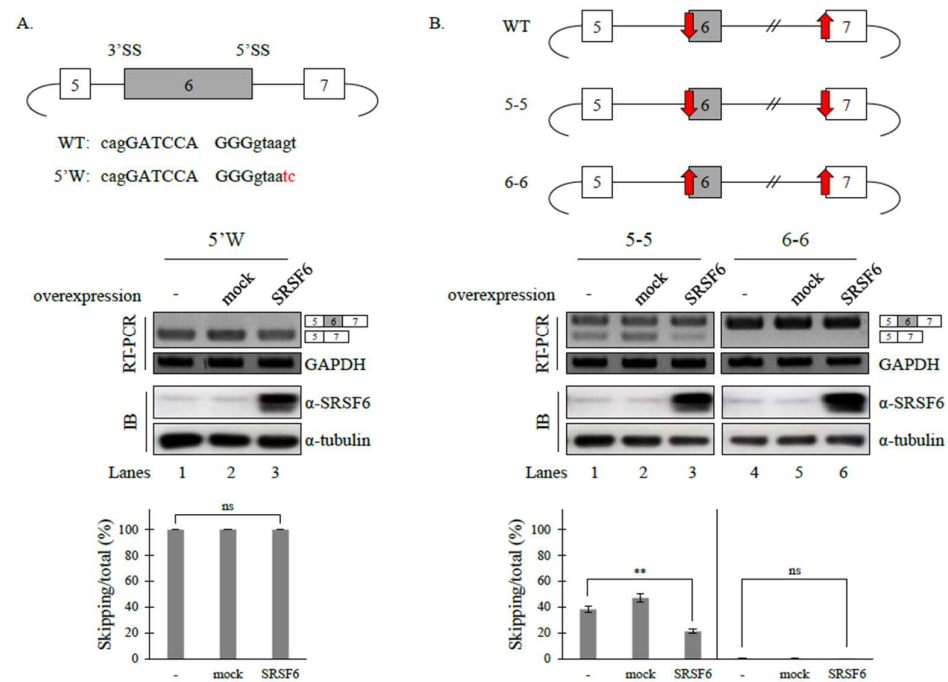 A.
3’SS 5’SS
5 6 7
WT: cagGATCCA GGGgtaagt
5’W: cagGATCCA GGGgtaatc
5’W
overexpression - mock SRSF6
RT-PCR
5 6 7
5 7
GAPDH
IB
α-SRSF6
α-tubulin
Lanes 1 2 3
Skipping/total (%)
ns
100
80
60
40
20
0
- mock SRSF6
B.
WT 5 6 // 7
5-5 5 6 // 7
6-6 5 6 // 7
5-5 6-6
overexpression - mock SRSF6 - mock SRSF6
RT-PCR
5 6 7
5 7
GAPDH
IB
α-SRSF6
α-tubulin
Lanes 1 2 3 4 5 6
Skipping/total (%)
** ns
100
80
60
40
20
0
- mock SRSF6 - mock SRSF6